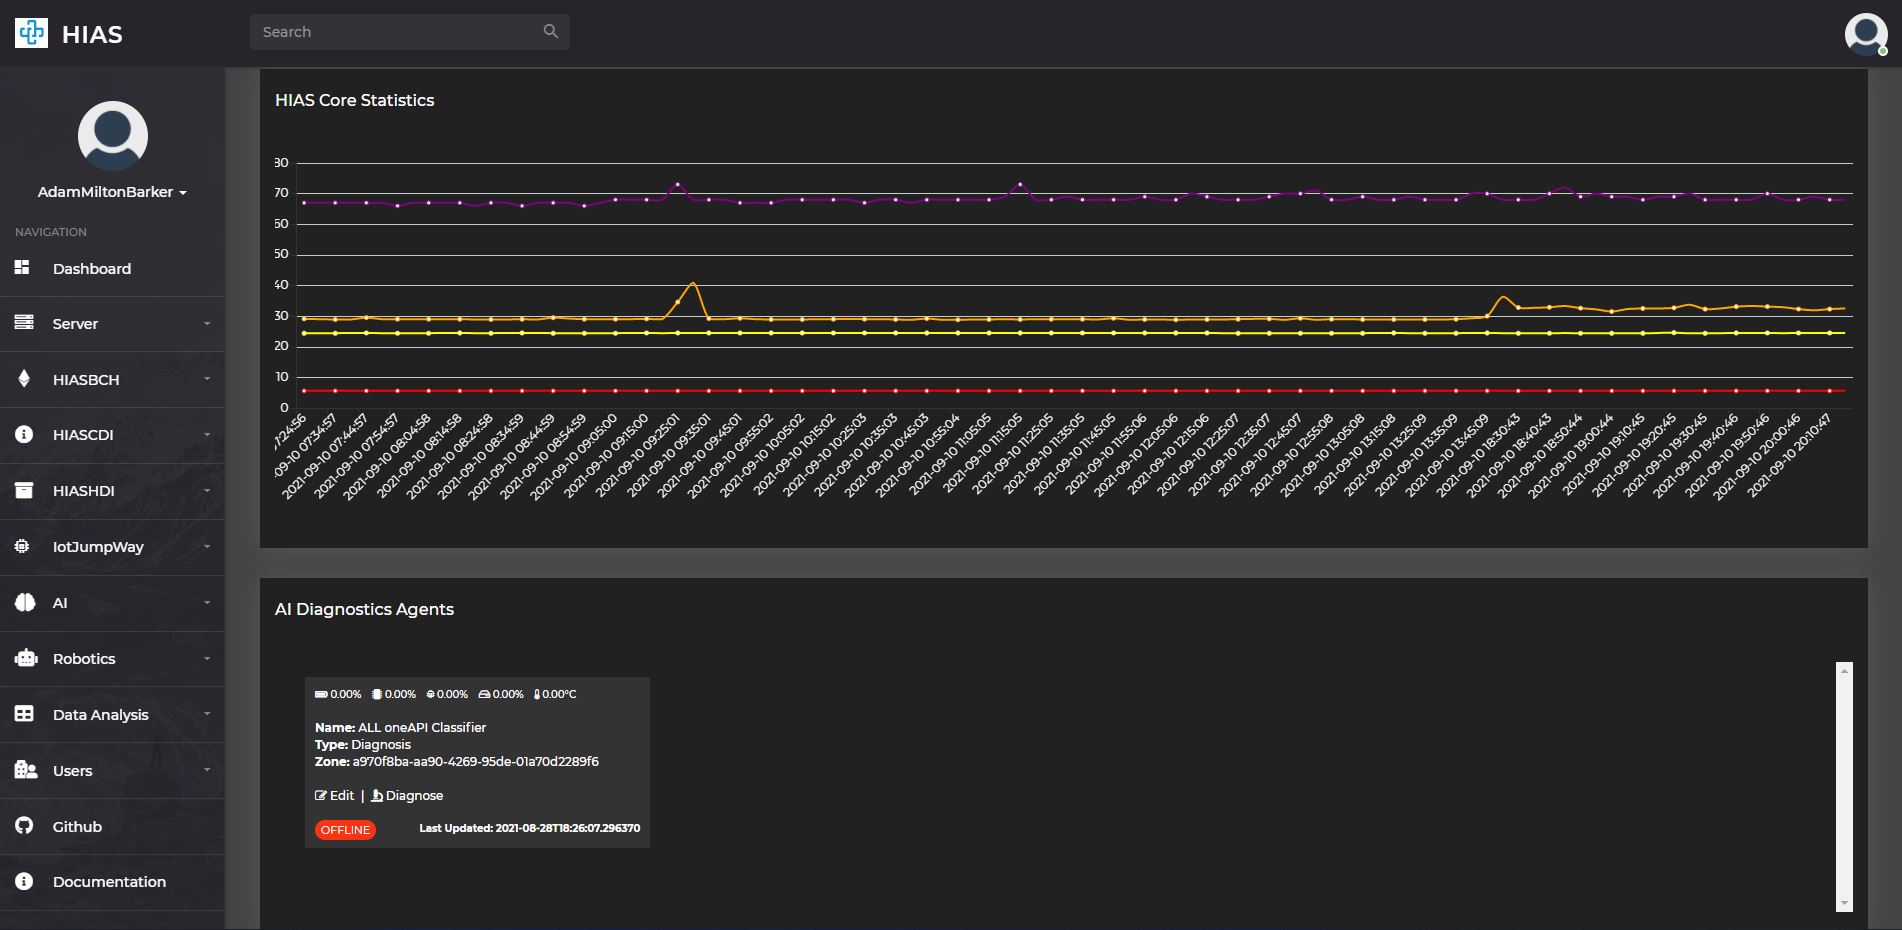 HIAS
Search
AdamMiltonBarker
NAVIGATION
Dashboard
Server
HIASBCH
HIASCDI
HIASHDI
IotJumpWay
AI
Robotics
Data Analysis
Users
Github
Documentation
HIAS Core Statistics
80
70
60
50
40
30
20
10
0
07:24:56
-09-10 07:34:57
2021-09-10 07:44:57
2021-09-10 07:54:57
2021-09-10 08:04:58
2021-09-10 08:14:58
2021-09-10 08:24:58
2021-09-10 08:34:59
2021-09-10 08:44:59
2021-09-10 08:54:59
2021-09-10 09:05:00
2021-09-10 09:15:00
2021-09-10 09:25:01
2021-09-10 09:35:01
2021-09-10 09:45:01
2021-09-10 09:55:02
2021-09-10 10:05:02
2021-09-10 10:15:02
2021-09-10 10:25:03
2021-09-10 10:35:03
2021-09-10 10:45:03
2021-09-10 10:55:04
2021-09-10 11:05:05
2021-09-10 11:15:05
2021-09-10 11:25:05
2021-09-10 11:35:05
2021-09-10 11:45:05
2021-09-10 11:55:06
2021-09-10 12:05:06
2021-09-10 12:15:06
2021-09-10 12:25:07
2021-09-10 12:35:07
2021-09-10 12:45:07
2021-09-10 12:55:08
2021-09-10 13:05:08
2021-09-10 13:15:08
2021-09-10 13:25:09
2021-09-10 13:35:09
2021-09-10 13:45:09
2021-09-10 18:30:43
2021-09-10 18:40:43
2021-09-10 18:50:44
2021-09-10 19:00:44
2021-09-10 19:10:45
2021-09-10 19:20:45
2021-09-10 19:30:45
2021-09-10 19:40:46
2021-09-10 19:50:46
2021-09-10 20:00:46
2021-09-10 20:10:47
AI Diagnostics Agents
0.00% 0.00% 0.00% 0.00% 0.00°C
Name: ALL oneAPI Classifier
Type: Diagnosis
Zone: a970f8ba-aa90-4269-95de-01a70d2289f6
Edit | Diagnose
OFFLINE Last Updated: 2021-08-28T18:26:07.296370